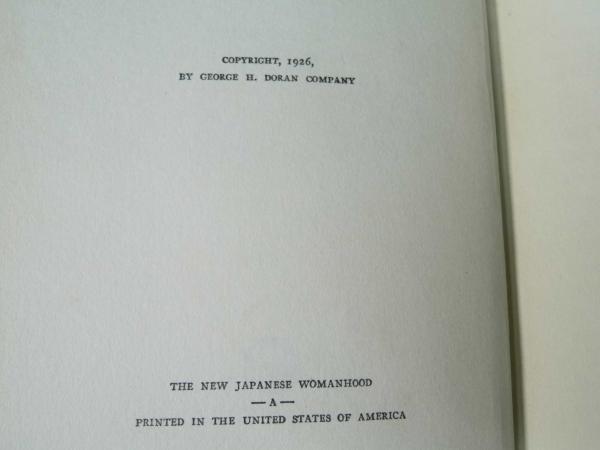 COPYRIGHT, 1926,
BY GEORGE H. DORAN COMPANY
THE NEW JAPANESE WOMANHOOD
— A —
PRINTED IN THE UNITED STATES OF AMERICA